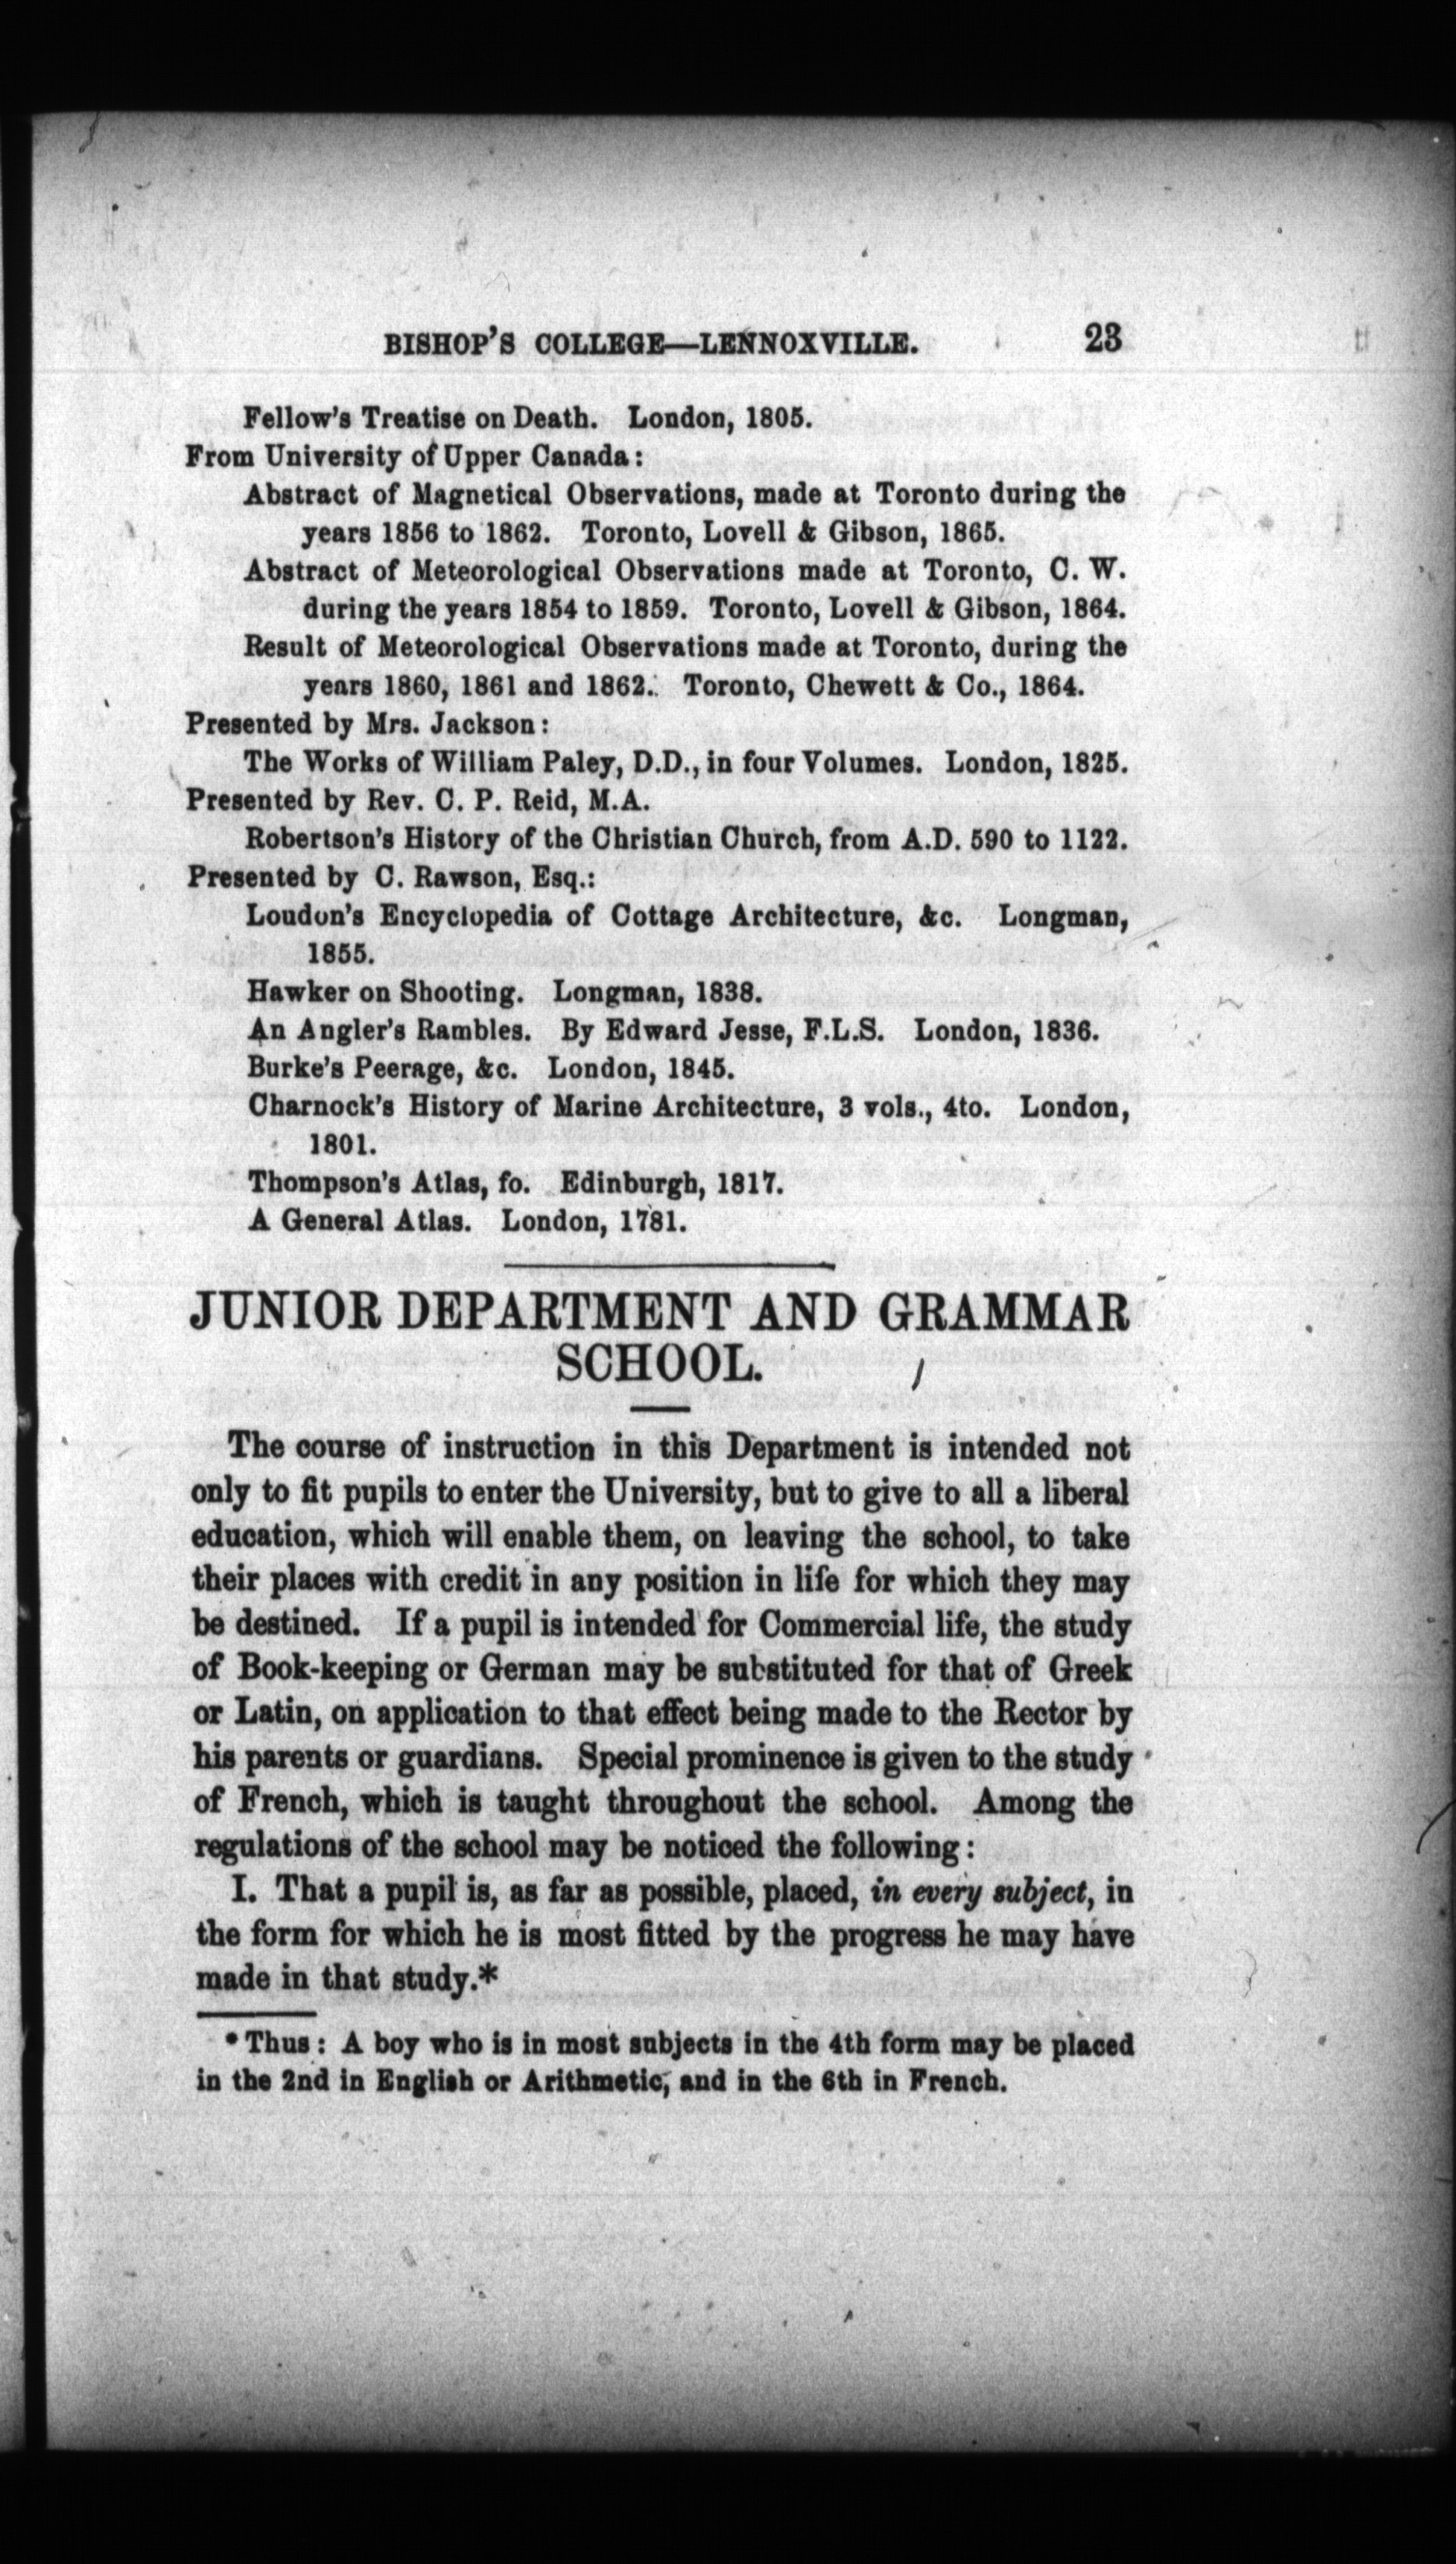 BISHOP'S COLLEGE—LENNOXVILLE. 23
Fellow's Treatise on Death. London, 1805.
From University of Upper Canada:
Abstract of Magnetical Observations, made at Toronto during the
years 1856 to 1862. Toronto, Lovell & Gibson, 1865.
Abstract of Meteorological Observations made at Toronto, C. W.
during the years 1854 to 1859. Toronto, Lovell & Gibson, 1864.
Result of Meteorological Observations made at Toronto, during the
years 1860, 1861 and 1862. Toronto, Chewett & Co., 1864.
Presented by Mrs. Jackson:
The Works of William Paley, D.D., in four Volumes. London, 1825.
Presented by Rev. C. P. Reid, M.A.
Robertson's History of the Christian Church, from A.D. 590 to 1122.
Presented by C. Rawson, Esq.:
Loudon's Encyclopedia of Cottage Architecture, &c. Longman,
1855.
Hawker on Shooting. Longman, 1838.
An Angler's Rambles. By Edward Jesse, F.L.S. London, 1836.
Burke's Peerage, &c. London, 1845.
Charnock's History of Marine Architecture, 3 vols., 4to. London,
1801.
Thompson's Atlas, fo. Edinburgh, 1817.
A General Atlas. London, 1781.
JUNIOR DEPARTMENT AND GRAMMAR
SCHOOL.
The course of instruction in this Department is intended not
only to fit pupils to enter the University, but to give to all a liberal
education, which will enable them, on leaving the school, to take
their places with credit in any position in life for which they may
be destined. If a pupil is intended for Commercial life, the study
of Book-keeping or German may be substituted for that of Greek
or Latin, on application to that effect being made to the Rector by
his parents or guardians. Special prominence is given to the study
of French, which is taught throughout the school. Among the
regulations of the school may be noticed the following:
I. That a pupil is, as far as possible, placed, in every subject, in
the form for which he is most fitted by the progress he may have
made in that study.*
* Thus: A boy who is in most subjects in the 4th form may be placed
in the 2nd in English or Arithmetic, and in the 6th in French.